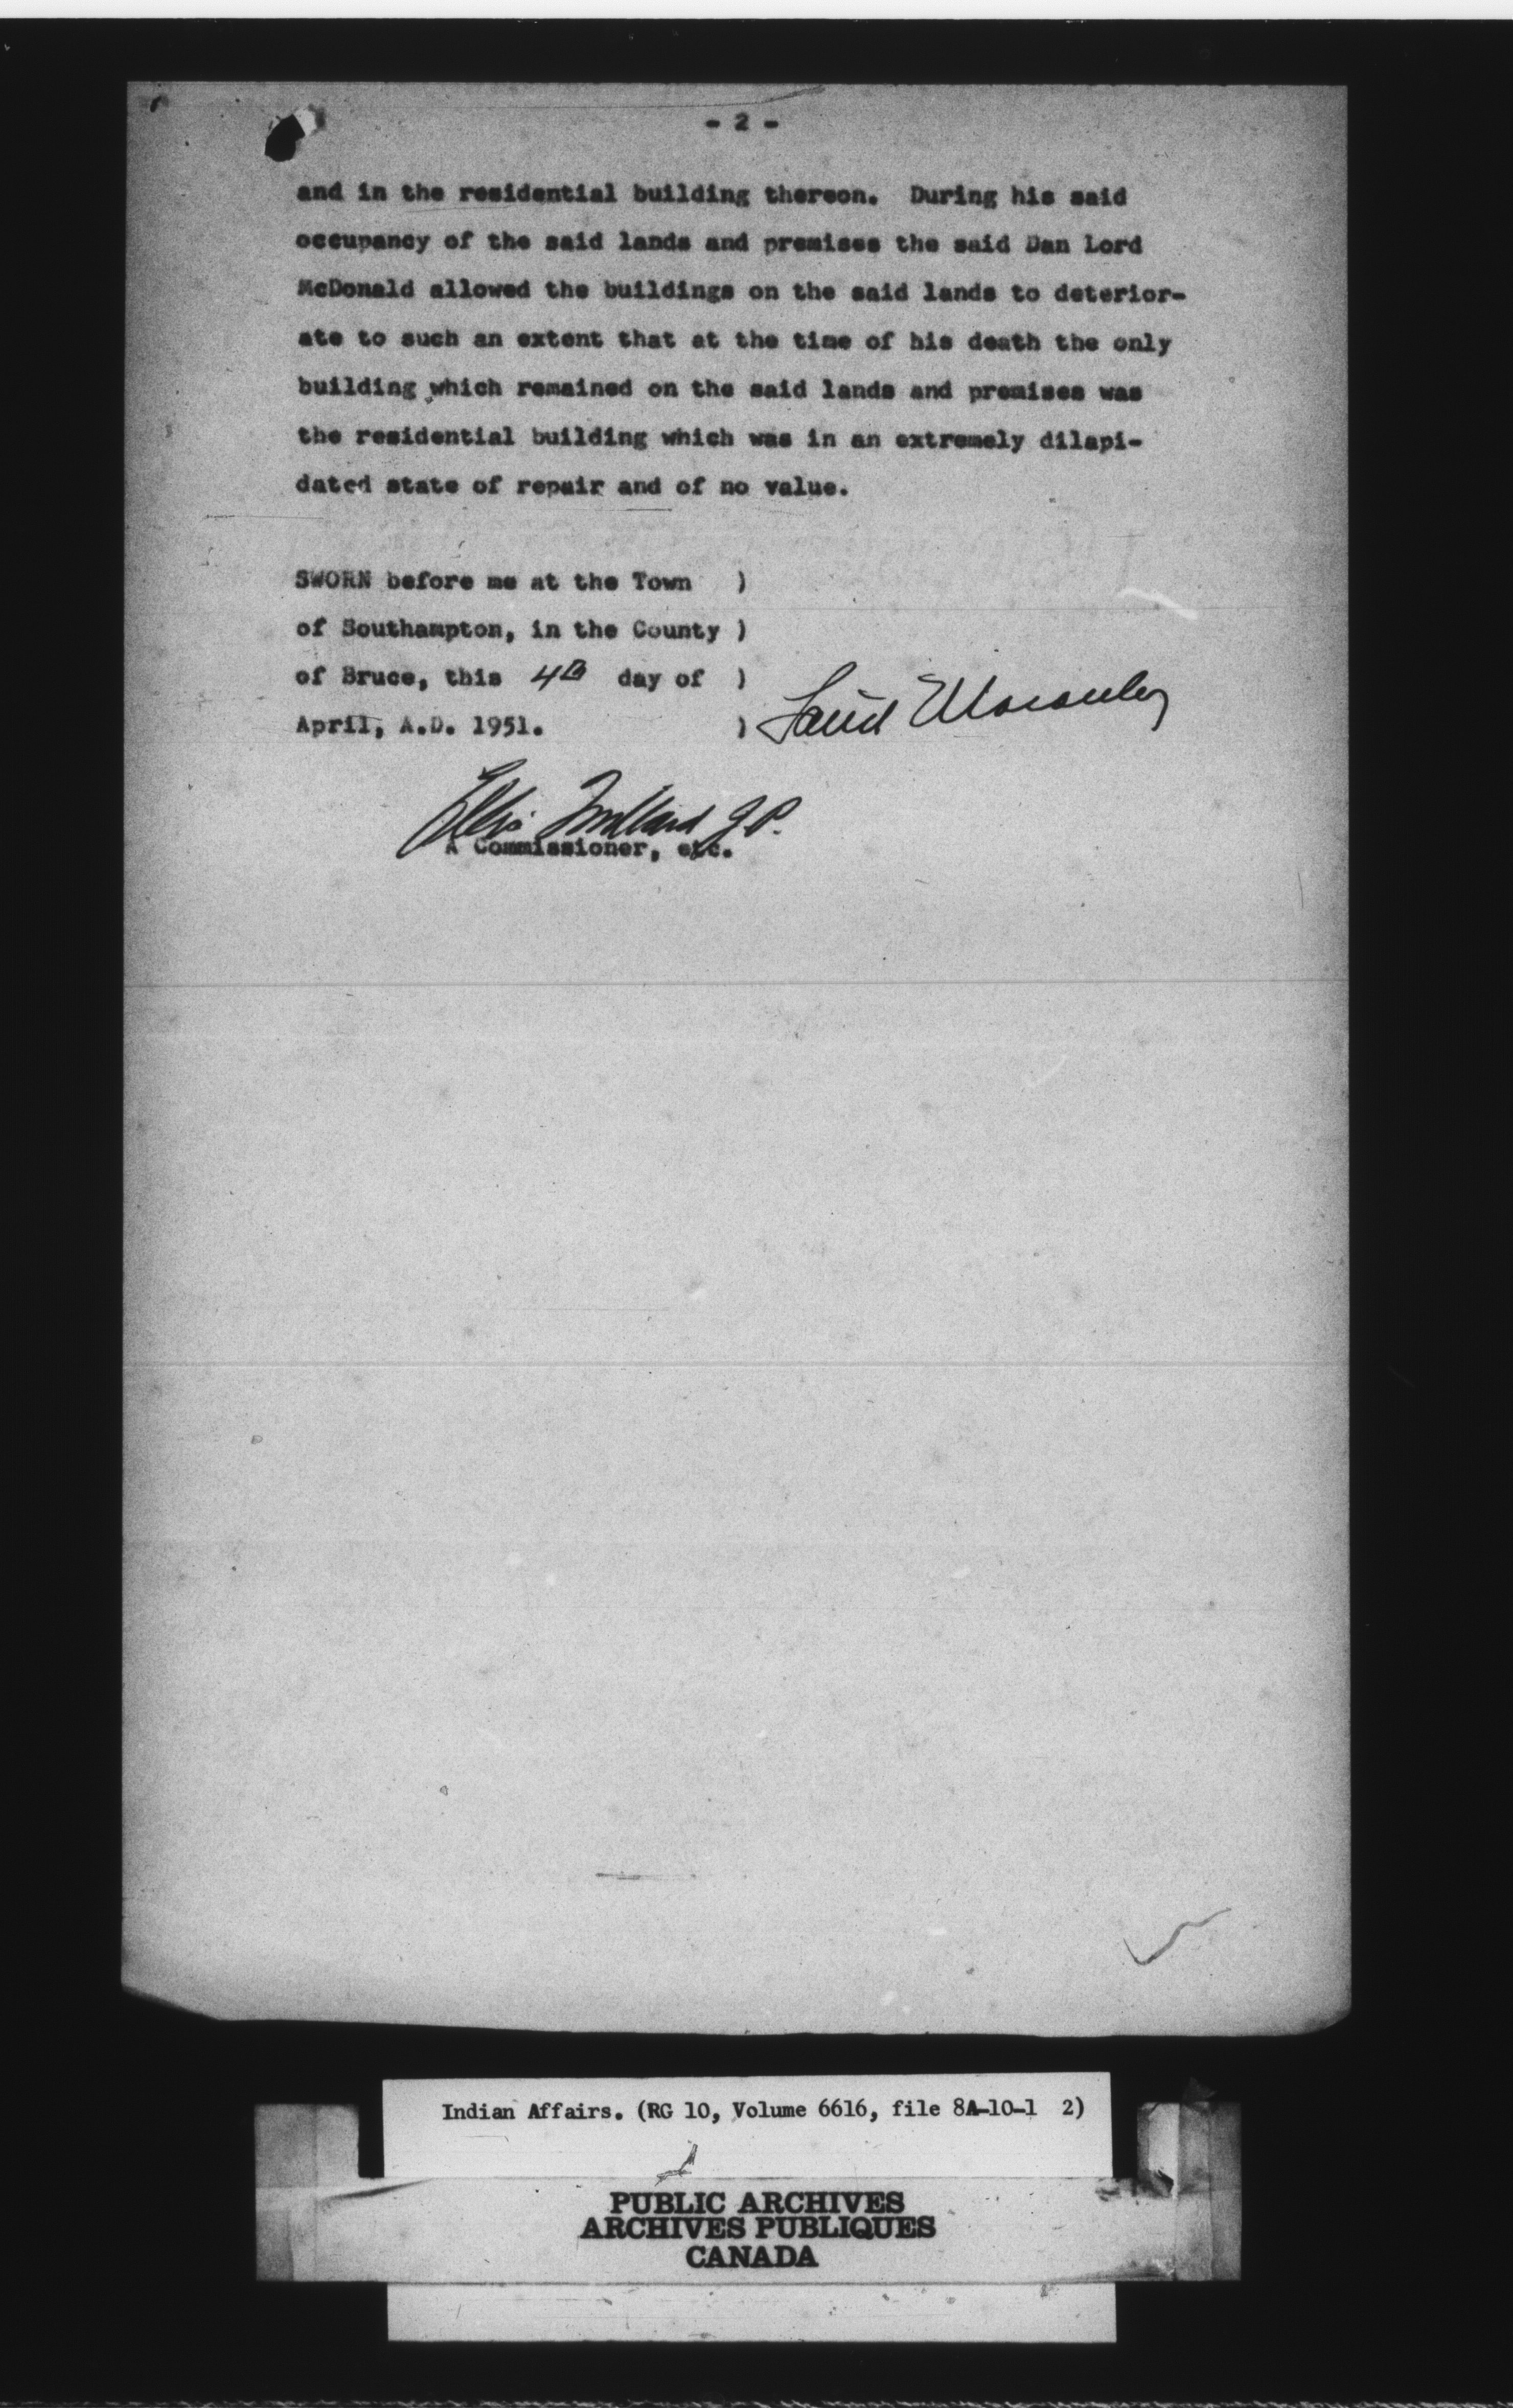 - 2 -
and in the residential building thereon. During his said
occupancy of the said lands and premises the said Dan Lord
McDonald allowed the buildings on the said lands to deterior-
ate to such an extent that at the time of his death the only
building which remained on the said lands and premises was
the residential building which was in an extremely dilapi-
dated state of repair and of no value.
SWORN before me at the Town )
of Southampton, in the County )
of Bruce, this 4th day of )
April, A.D. 1951. )
J.P.
A Commissioner, etc.
Indian Affairs. (RG 10, Volume 6616, file 8A-10-1 2)
PUBLIC ARCHIVES
ARCHIVES PUBLIQUES
CANADA